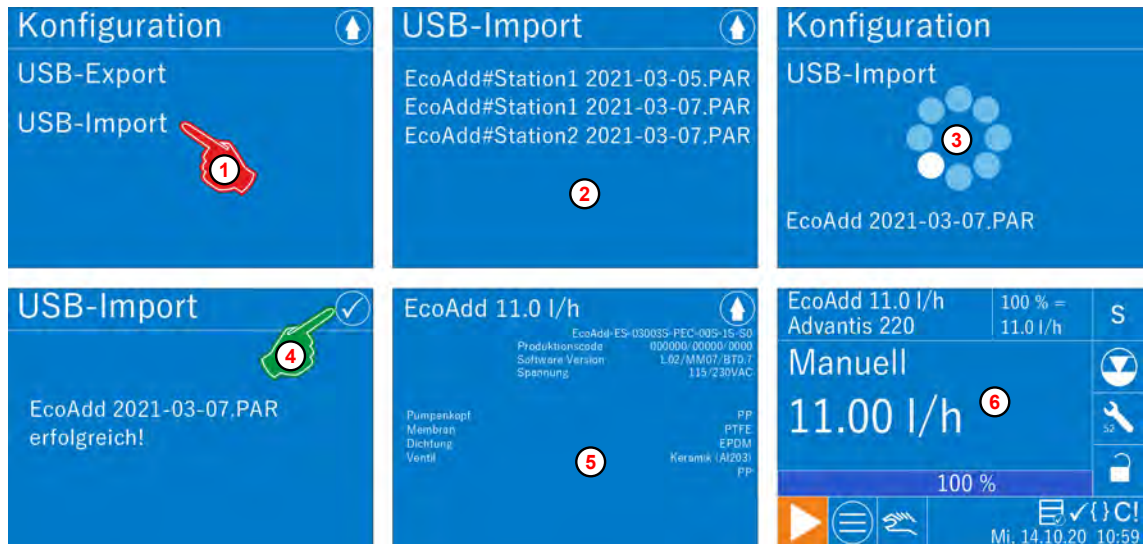 Konfiguration
USB-Export
USB-Import
1
USB-Import
EcoAdd#Station1 2021-03-05.PAR
EcoAdd#Station1 2021-03-07.PAR
EcoAdd#Station2 2021-03-07.PAR
2
Konfiguration
USB-Import
3
EcoAdd 2021-03-07.PAR
USB-Import
4
EcoAdd 2021-03-07.PAR
erfolgreich!
EcoAdd 11.0 l/h
EcoAdd-ES-03003S-PEC-00S-1S-S0
Produktionscode 000000/00000/0000
Software Version 1.02/MM07/BT0.7
Spannung 115/230VAC
Pumpenkopf PP
Membran PTFE
Dichtung EPDM
Ventil Keramik (Al203)
PP
5
EcoAdd 11.0 l/h 100 % =
Advantis 220 11.0 l/h
S
Manuell
11.00 l/h
6
52
100 %
{}C!
Mi. 14.10.20 10:59